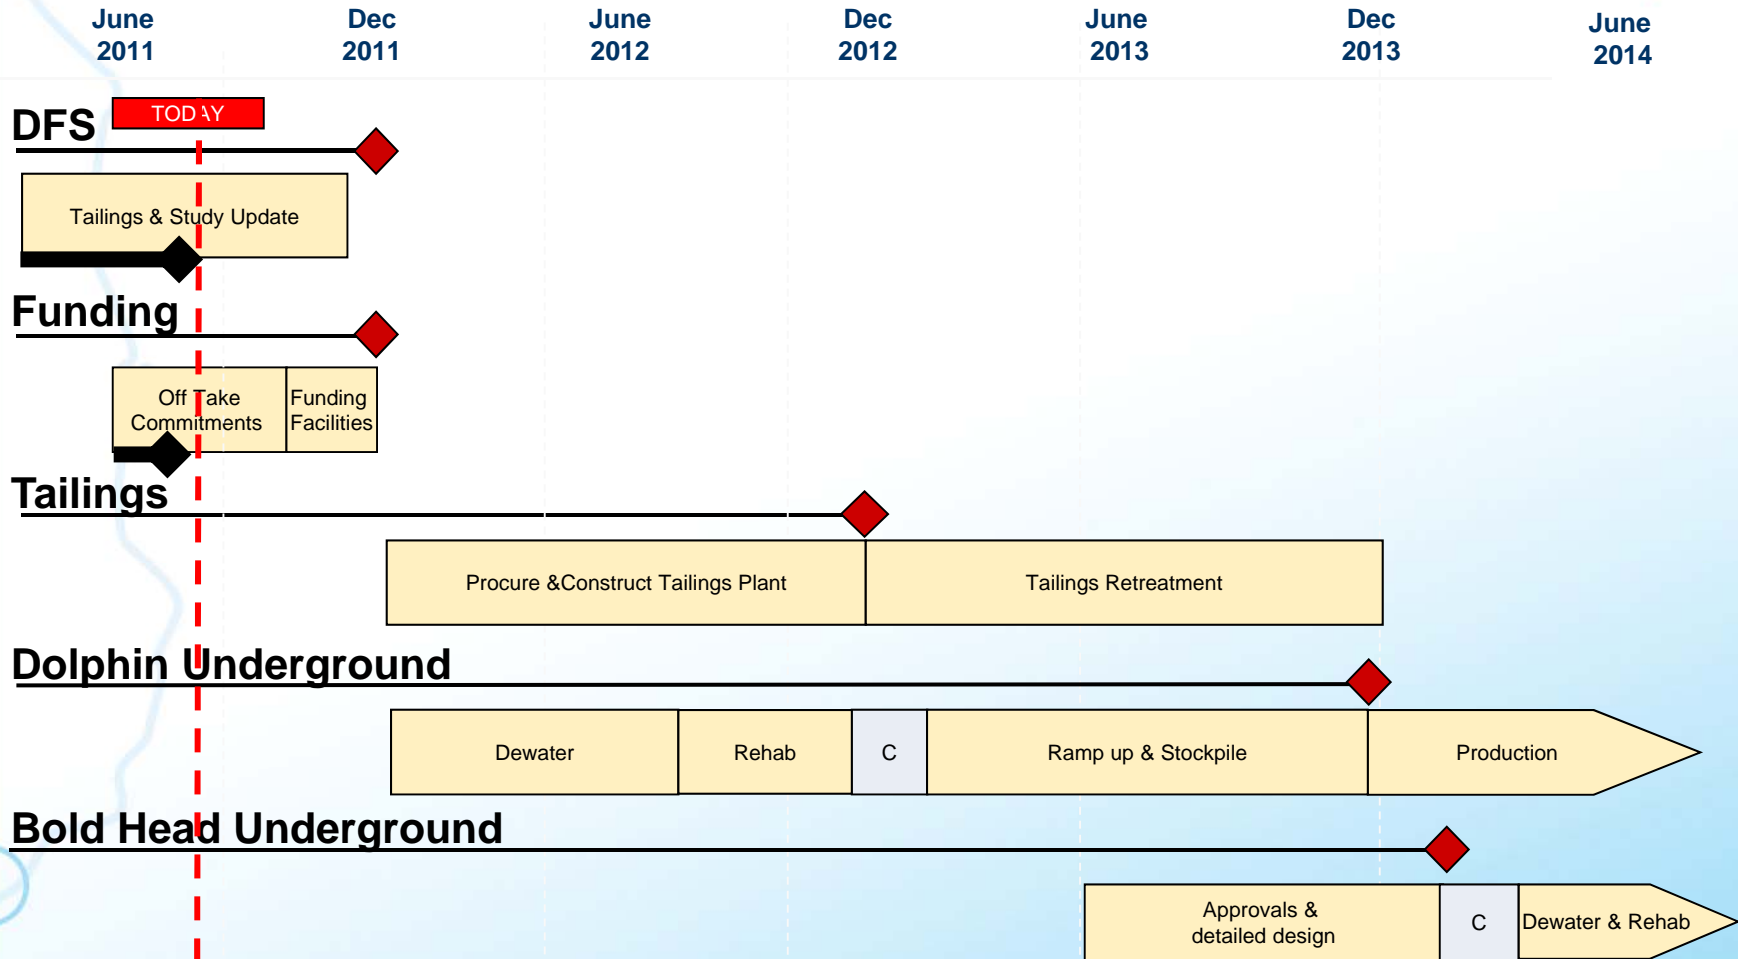 June Dec June Dec June Dec June
2011 2011 2012 2012 2013 2013 2014
TODAY
DFS
Tailings & Study Update
Funding
Off Take Funding
Commitments Facilities
Tailings
Procure &Construct Tailings Plant Tailings Retreatment
Dolphin Underground
Dewater Rehab C Ramp up & Stockpile Production
Bold Head Underground
Approvals &
detailed design C Dewater & Rehab